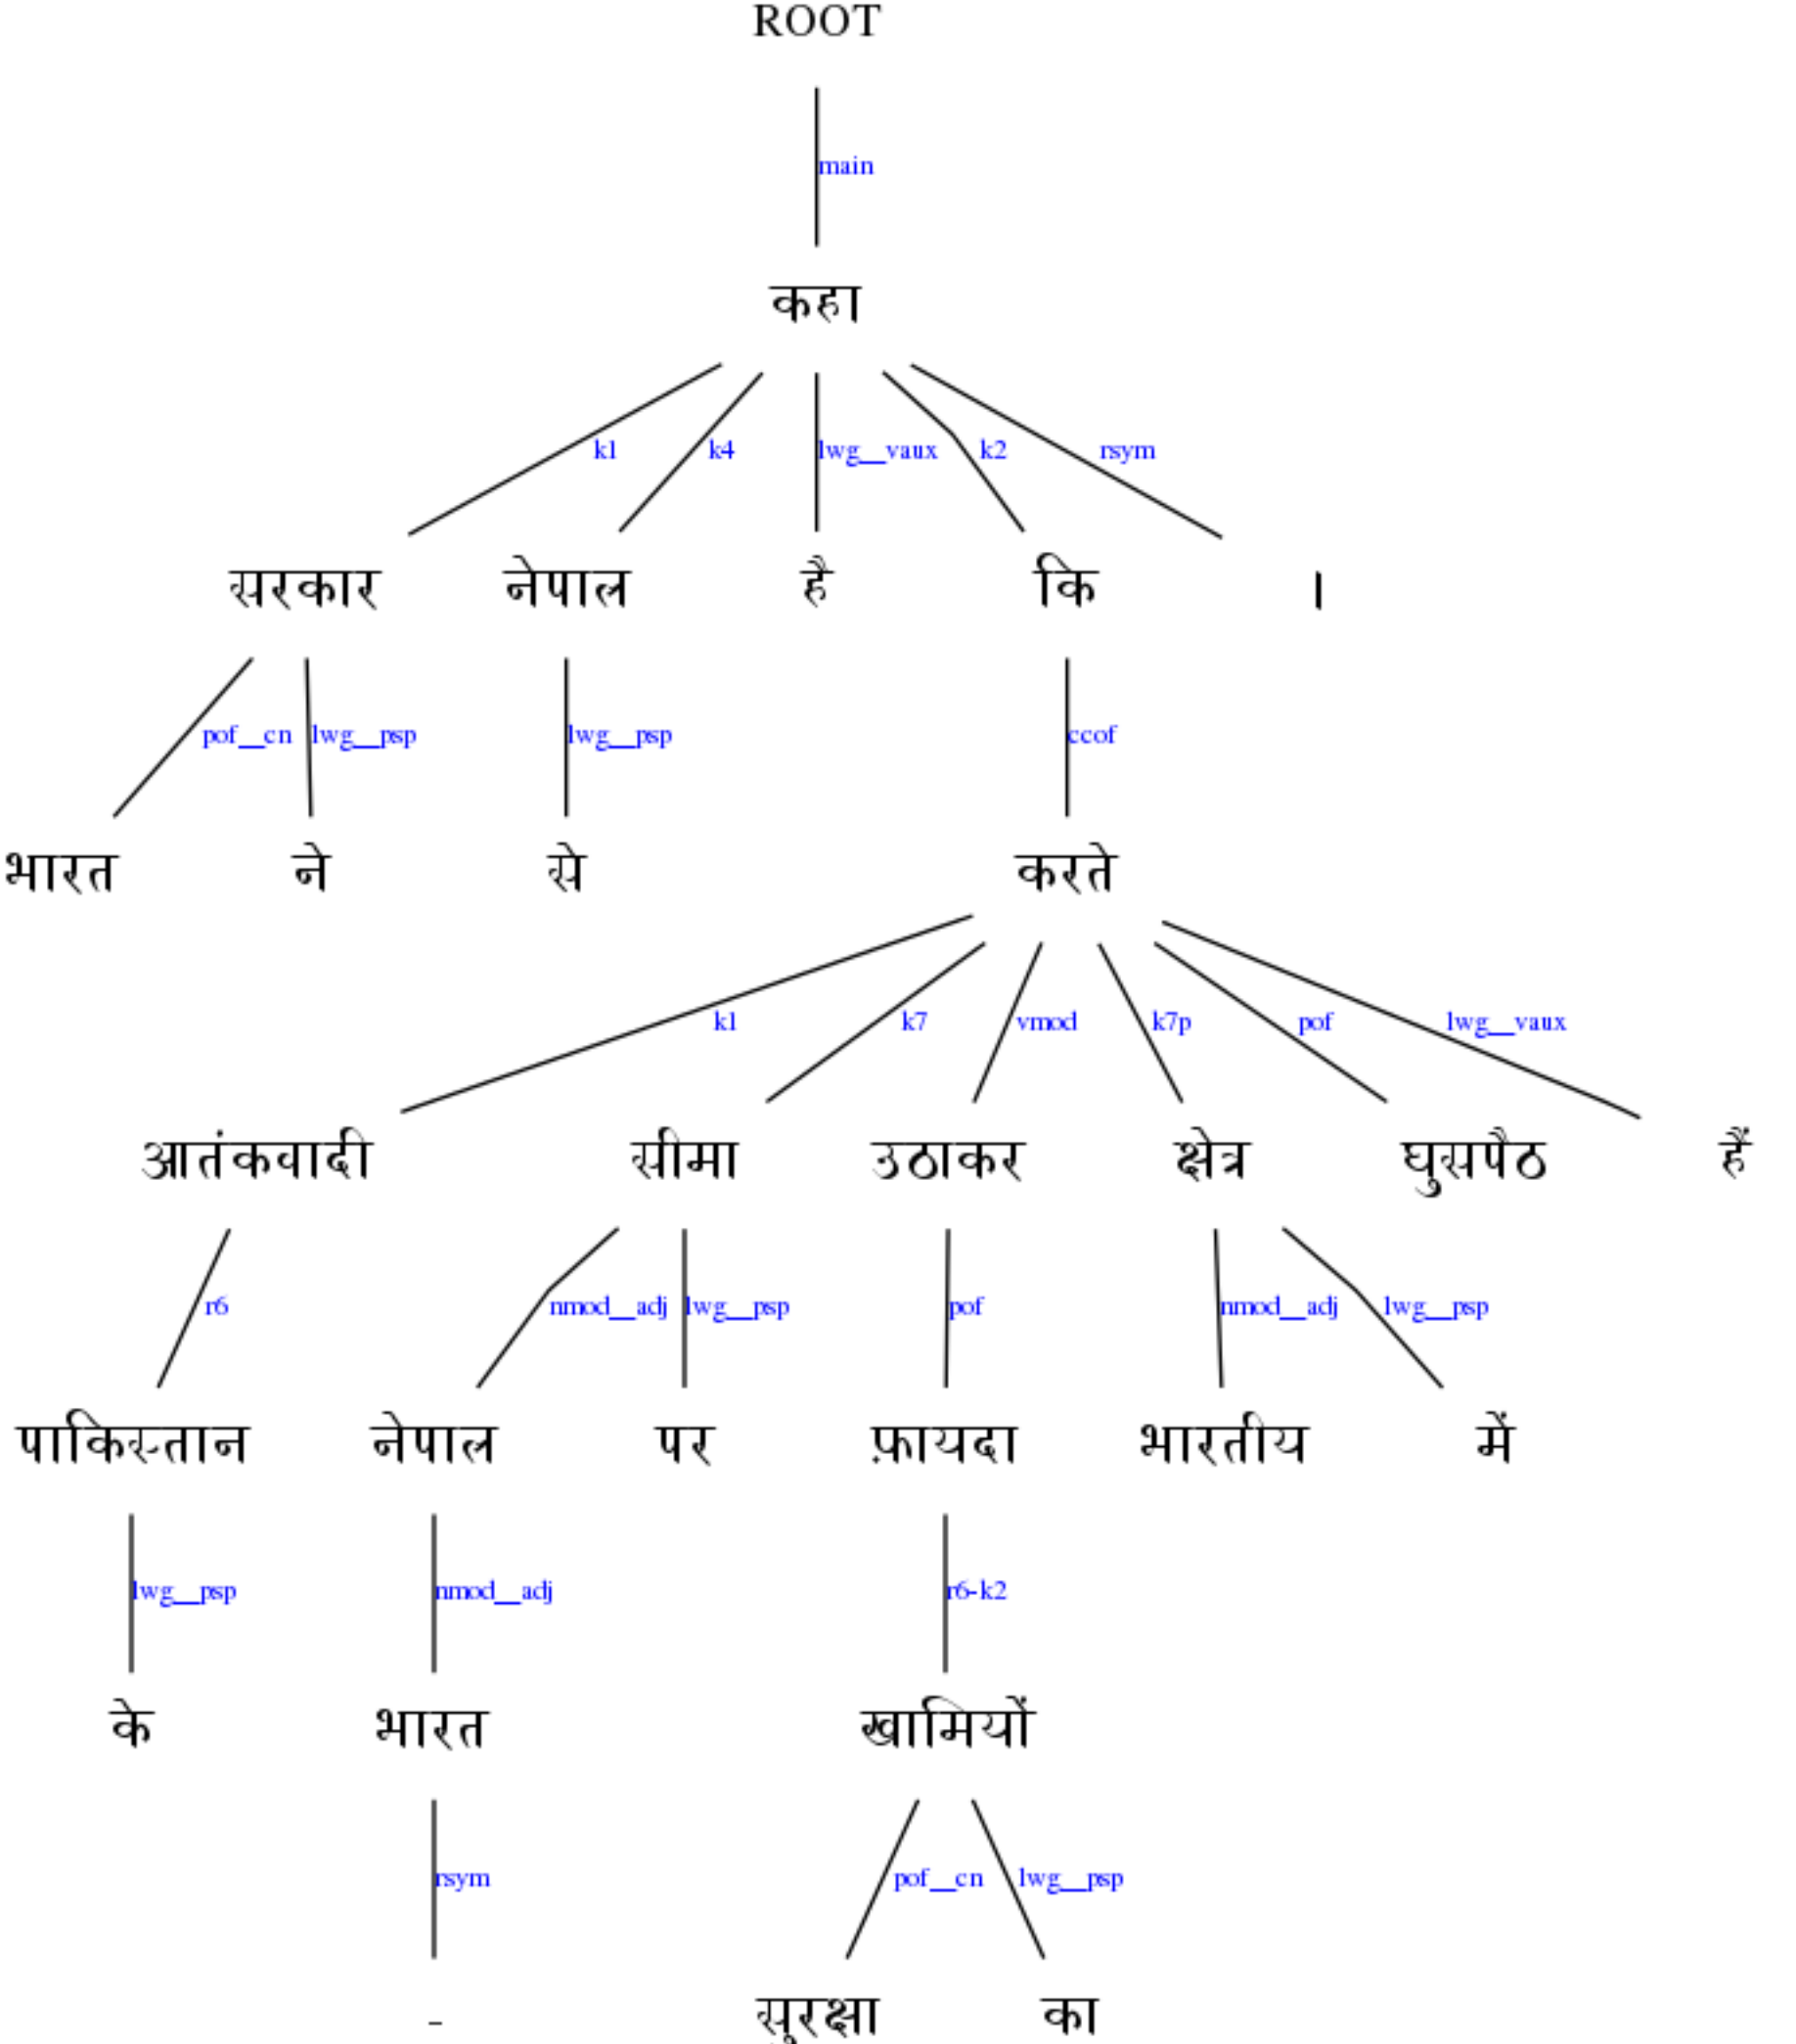 ROOT
main
कहा
k1 k4 lwg__vaux k2 rsym
सरकार नेपाल है कि ।
pof__cn lwg__psp lwg__psp ccof
भारत ने से करते
k1 k7 vmod k7p pof lwg__vaux
आतंकवादी सीमा उठाकर क्षेत्र घुसपैठ हैं
r6 nmod__adj lwg__psp pof nmod__adj lwg__psp
पाकिस्तान नेपाल पर फ़ायदा भारतीय में
lwg__psp nmod__adj r6-k2
के भारत खामियों
rsym pof__cn lwg__psp
- सुरक्षा का